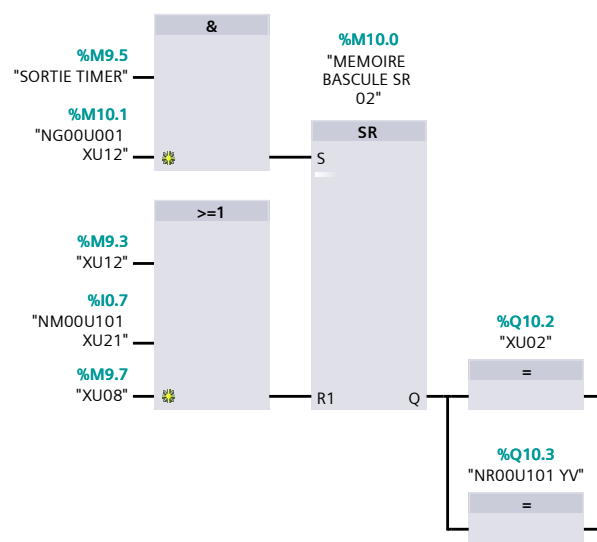 &
%M9.5
"SORTIE TIMER"
%M10.1
"NG00U001
XU12"
%M10.0
"MEMOIRE
BASCULE SR
02"
SR
S
>=1
%M9.3
"XU12"
%I0.7
"NM00U101
XU21"
%M9.7
"XU08"
R1
Q
%Q10.2
"XU02"
=
%Q10.3
"NR00U101 YV"
=